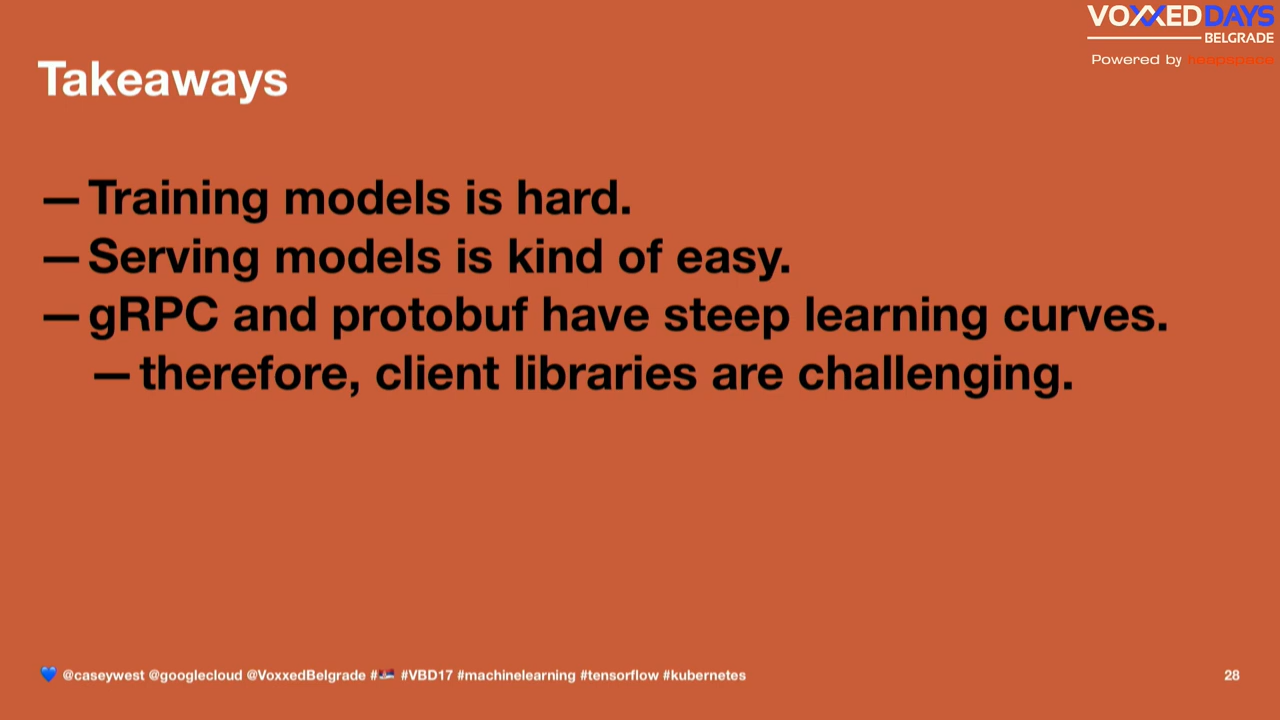 VOXXED DAYS
BELGRADE
Powered by heapspace
Takeaways
— Training models is hard.
— Serving models is kind of easy.
— gRPC and protobuf have steep learning curves.
— therefore, client libraries are challenging.
💙 @caseywest @googlecloud @VoxxedBelgrade #🇷🇸 #VBD17 #machinelearning #tensorflow #kubernetes
28